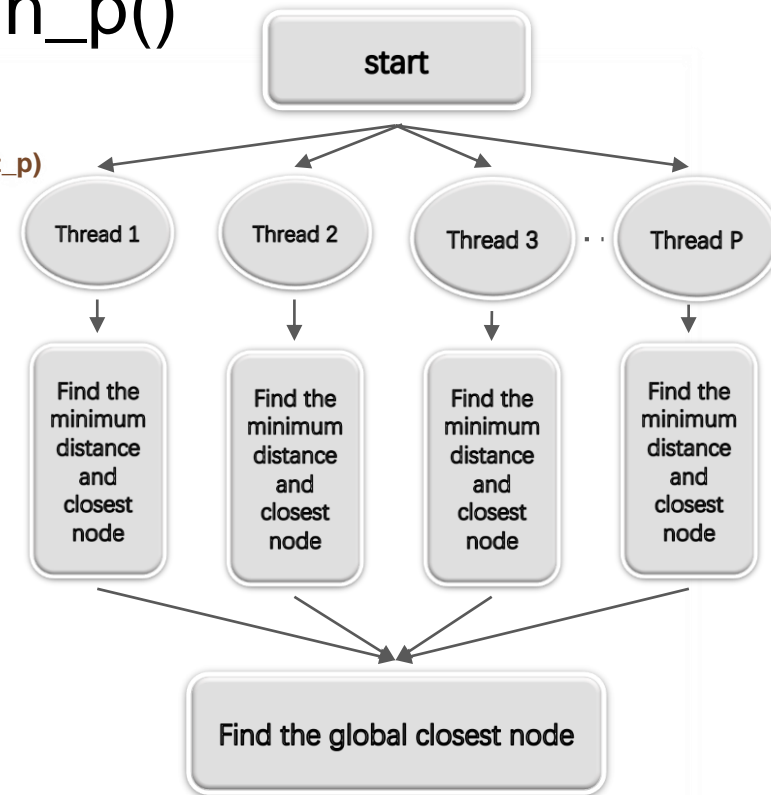 n_p()
start
_p)
Thread 1
Thread 2
Thread 3
. .
Thread P
Find the
minimum
distance
and
closest
node
Find the
minimum
distance
and
closest
node
Find the
minimum
distance
and
closest
node
Find the
minimum
distance
and
closest
node
Find the global closest node